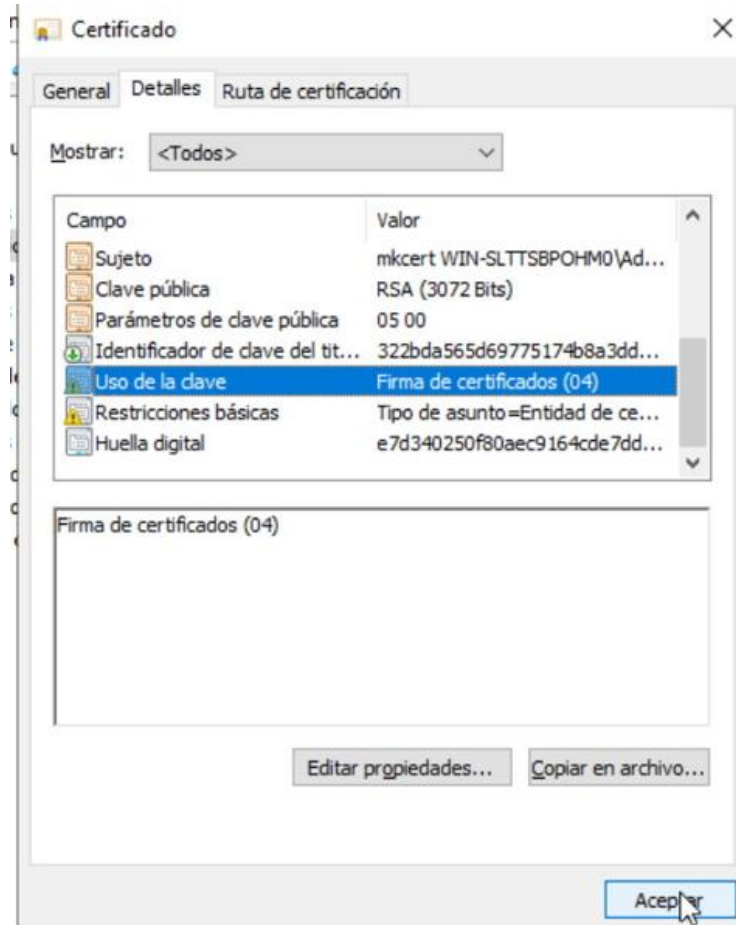 Certificado
General Detalles Ruta de certificación
Mostrar: <Todos>
Campo Valor
Sujeto mkcert WIN-SLTTSBPOHM0\Ad...
Clave pública RSA (3072 Bits)
Parámetros de clave pública 05 00
Identificador de clave del tit... 322bda565d69775174b8a3dd...
Uso de la clave Firma de certificados (04)
Restricciones básicas Tipo de asunto=Entidad de ce...
Huella digital e7d340250f80aec9164cde7dd...
Firma de certificados (04)
Editar propiedades... Copiar en archivo...
Aceptar